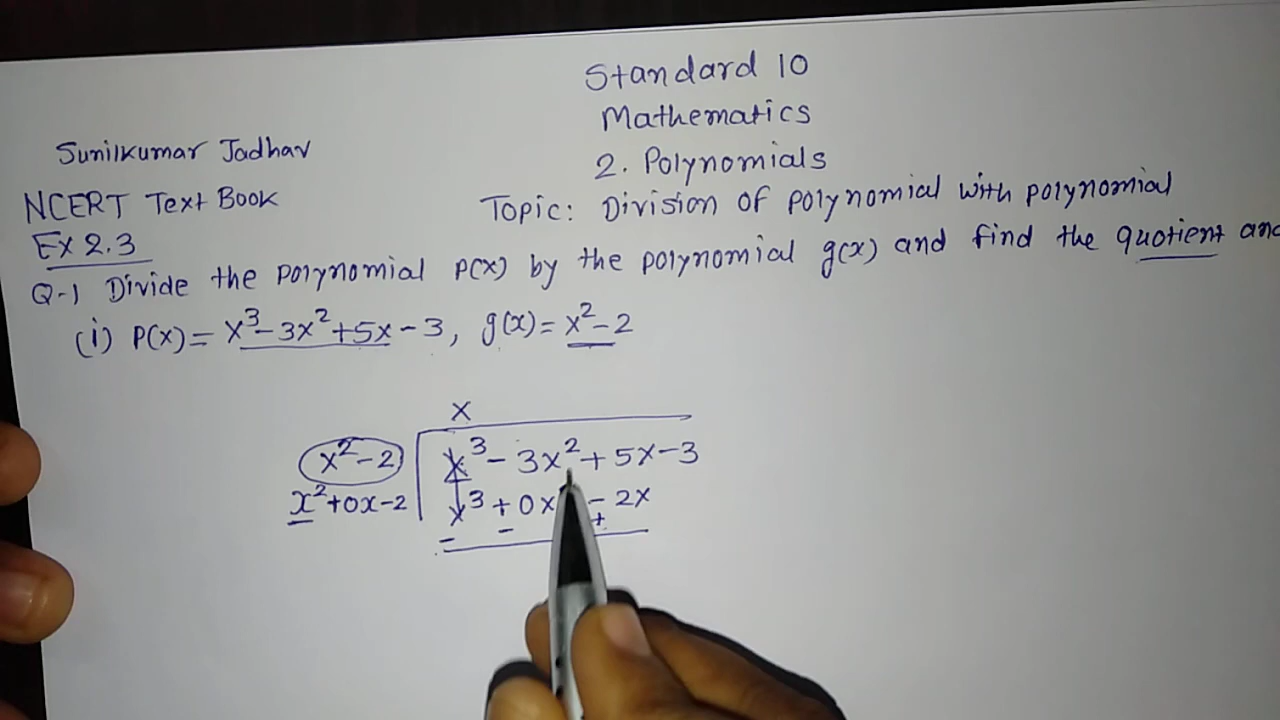 Standard 10
Mathematics
2. Polynomials
Sunilkumar Jadhav
NCERT Text Book
Topic: Division of polynomial with polynomial
Ex 2.3
Q-1 Divide the polynomial P(x) by the polynomial g(x) and find the quotient and
(i) P(x) = x³ - 3x² + 5x - 3, g(x) = x² - 2
x
x² - 2
x³ - 3x² + 5x - 3
x² + 0x - 2
x³ + 0x - 2x
- - +